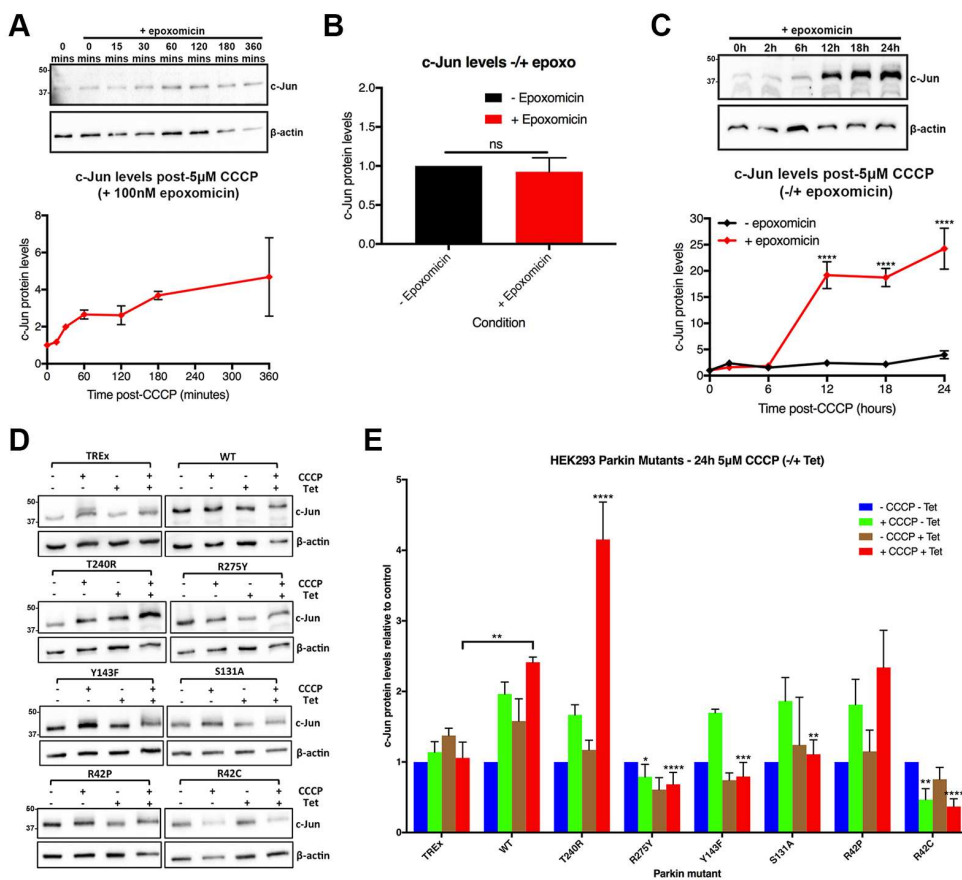 A
+ epoxomicin
0 0 15 30 60 120 180 360
mins mins mins mins mins mins mins mins
50
37
c-Jun
β-actin
c-Jun levels post-5μM CCCP
(+ 100nM epoxomicin)
c-Jun protein levels
8
6
4
2
0
0 60 120 180 240 300 360
Time post-CCCP (minutes)
B
c-Jun levels -/+ epoxo
- Epoxomicin
+ Epoxomicin
ns
c-Jun protein levels
2.0
1.5
1.0
0.5
0.0
- Epoxomicin
+ Epoxomicin
Condition
C
+ epoxomicin
0h 2h 6h 12h 18h 24h
50
37
c-Jun
β-actin
c-Jun levels post-5μM CCCP
(-/+ epoxomicin)
- epoxomicin
+ epoxomicin
c-Jun protein levels
30
25
20
15
10
5
0
**** **** ****
0 6 12 18 24
Time post-CCCP (hours)
D
TREx WT
- + - + - + - + CCCP
- - + + - - + + Tet
50
37
c-Jun
β-actin
T240R R275Y
- + - + - + - + CCCP
- - + + - - + + Tet
50
37
c-Jun
β-actin
Y143F S131A
- + - + - + - + CCCP
- - + + - - + + Tet
50
37
c-Jun
β-actin
R42P R42C
- + - + - + - + CCCP
- - + + - - + + Tet
50
37
c-Jun
β-actin
E
HEK293 Parkin Mutants - 24h 5μM CCCP (-/+ Tet)
- CCCP - Tet
+ CCCP - Tet
- CCCP + Tet
+ CCCP + Tet
c-Jun protein levels relative to control
5
4
3
2
1
0
** **** * **** *** ** ** ****
TREx WT T240R R275Y Y143F S131A R42P R42C
Parkin mutant